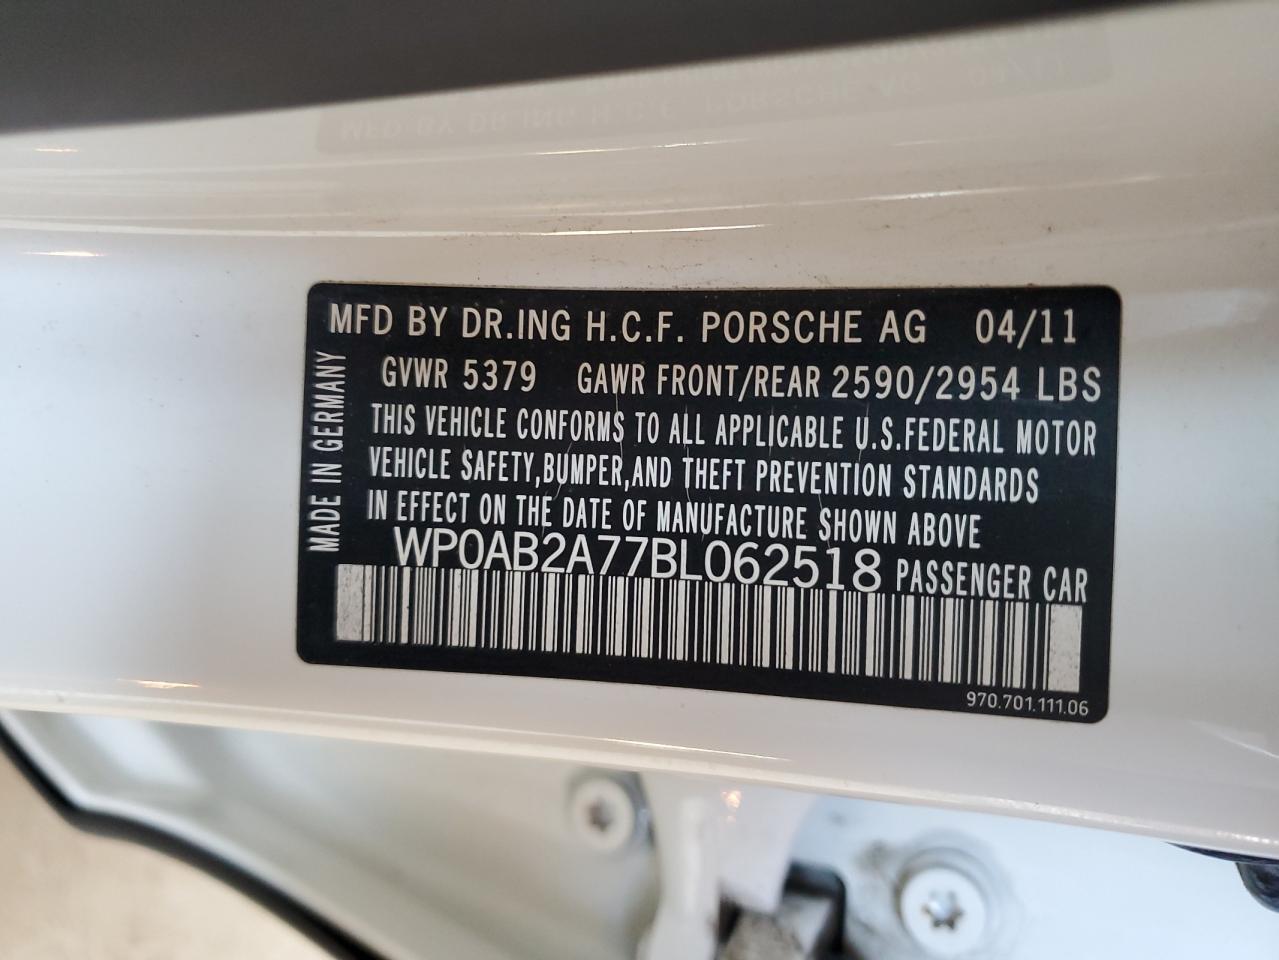 MFD BY DR.ING H.C.F. PORSCHE AG 04/11
GVWR 5379 GAWR FRONT/REAR 2590/2954 LBS
THIS VEHICLE CONFORMS TO ALL APPLICABLE U.S.FEDERAL MOTOR
VEHICLE SAFETY,BUMPER,AND THEFT PREVENTION STANDARDS
IN EFFECT ON THE DATE OF MANUFACTURE SHOWN ABOVE
WP0AB2A77BL062518 PASSENGER CAR
970.701.111.06
MADE IN GERMANY